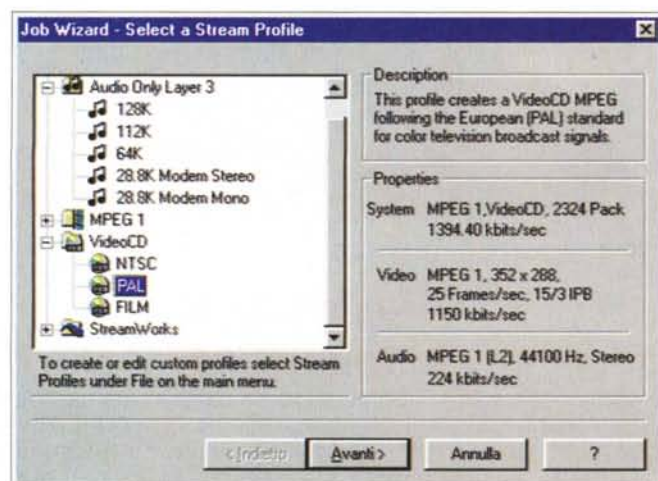 Job Wizard - Select a Stream Profile
Audio Only Layer 3
128K
112K
64K
28.8K Modem Stereo
28.8K Modem Mono
MPEG 1
VideoCD
NTSC
PAL
FILM
StreamWorks
To create or edit custom profiles select Stream
Profiles under File on the main menu.
Description
This profile creates a VideoCD MPEG
following the European (PAL) standard
for color television broadcast signals.
Properties
System MPEG 1,VideoCD, 2324 Pack
1394.40 kbits/sec
Video MPEG 1, 352 x 288,
25 Frames/sec, 15/3 IPB
1150 kbits/sec
Audio MPEG 1 (L2), 44100 Hz, Stereo
224 kbits/sec
< Indietro
Avanti >
Annulla
?